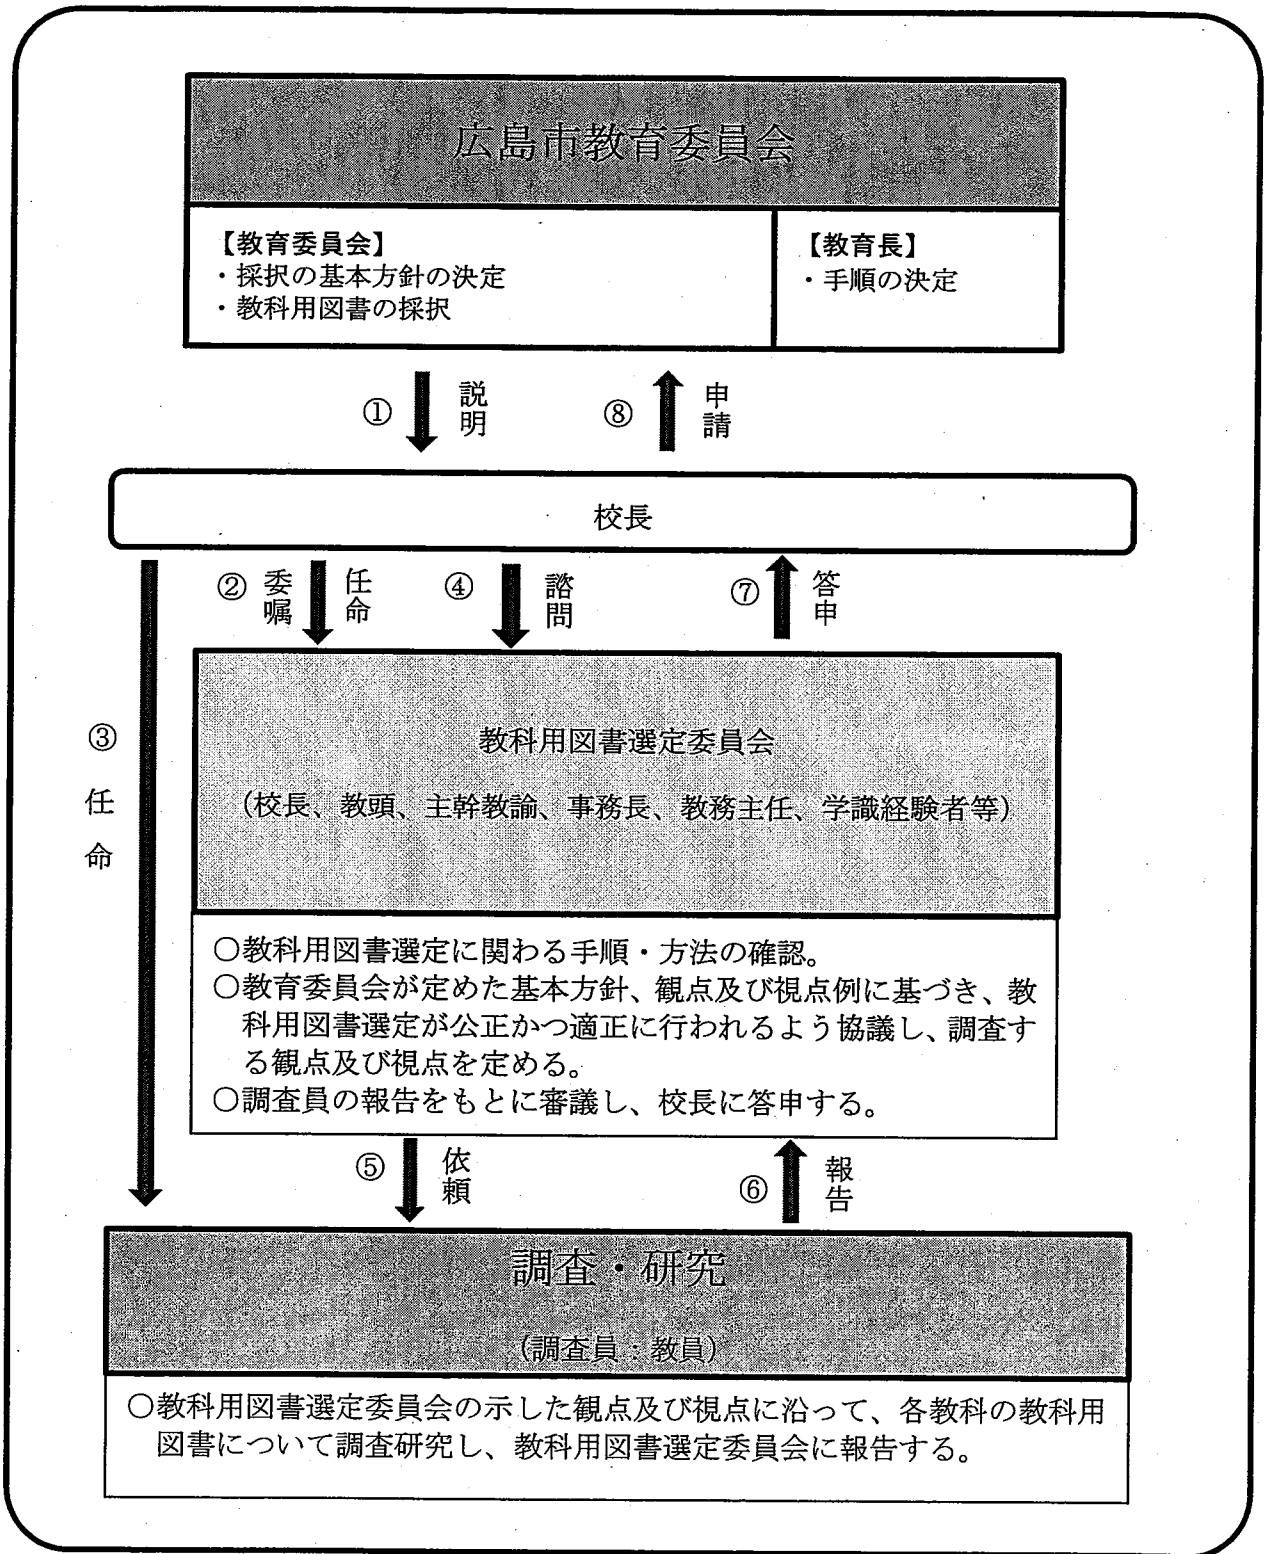 広島市教育委員会
【教育委員会】
・採択の基本方針の決定
・教科用図書の採択
【教育長】
・手順の決定
① 説明
⑧ 申請
校長
② 委嘱 任命
④ 諮問
⑦ 答申
③ 任命
教科用図書選定委員会
（校長、教頭、主幹教諭、事務長、教務主任、学識経験者等）
○教科用図書選定に関わる手順・方法の確認。
○教育委員会が定めた基本方針、観点及び視点例に基づき、教
科用図書選定が公正かつ適正に行われるよう協議し、調査す
る観点及び視点を定める。
○調査員の報告をもとに審議し、校長に答申する。
⑤ 依頼
⑥ 報告
調査・研究
（調査員：教員）
○教科用図書選定委員会の示した観点及び視点に沿って、各教科の教科用
図書について調査研究し、教科用図書選定委員会に報告する。